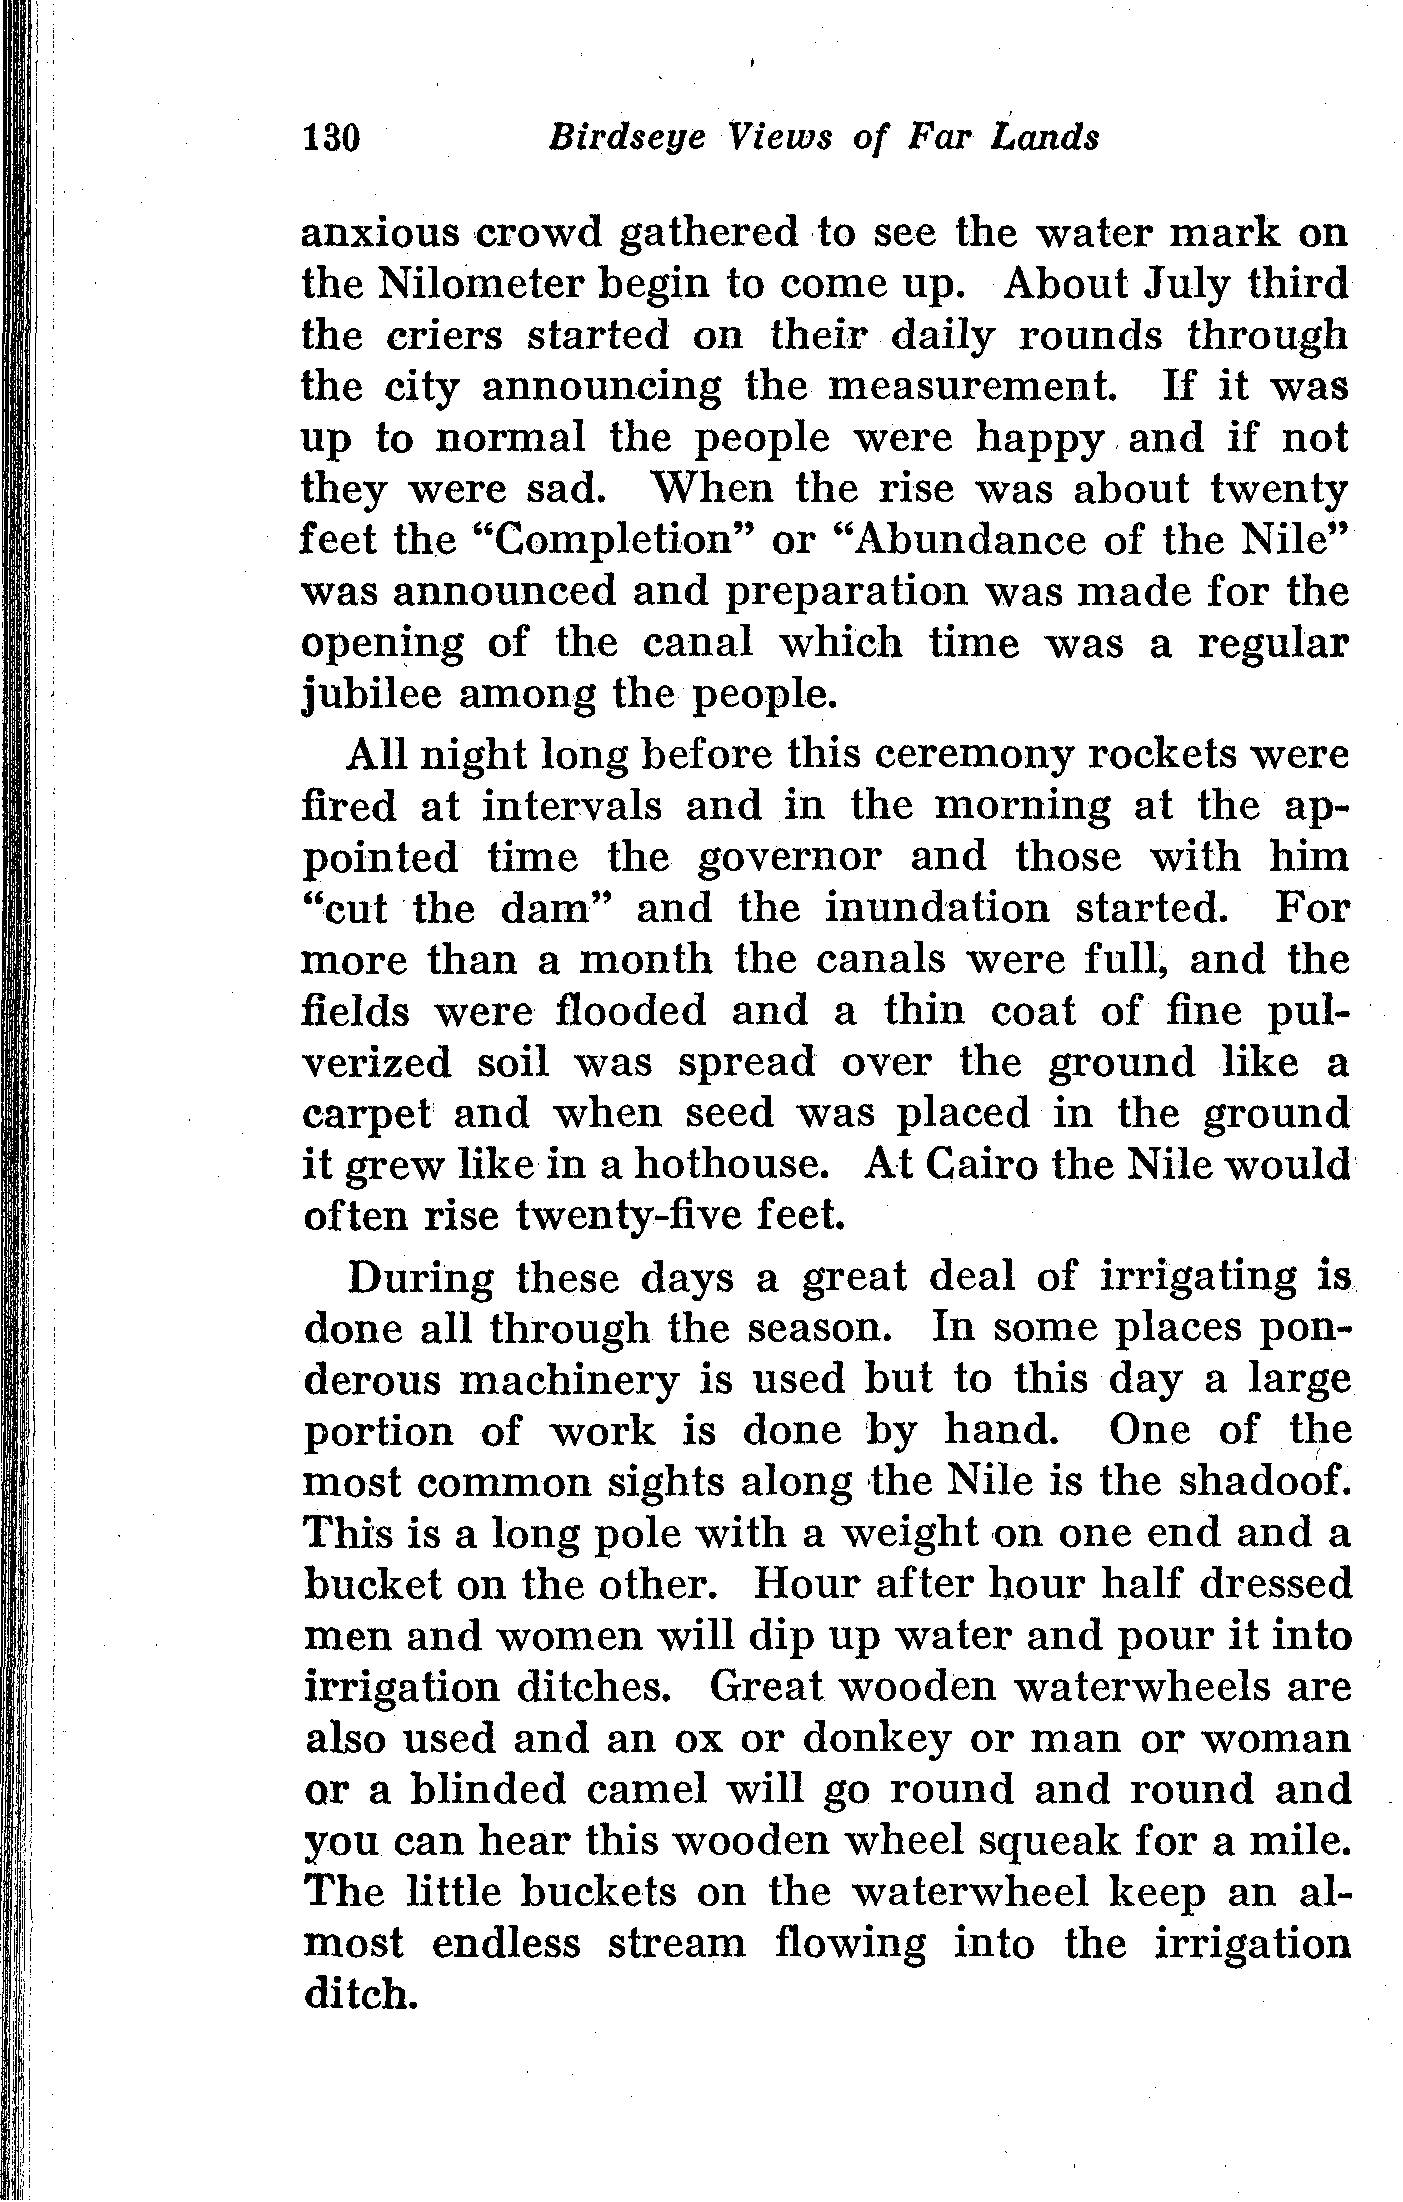 130 Birdseye Views of Far Lands
anxious crowd gathered to see the water mark on
the Nilometer begin to come up. About July third
the criers started on their daily rounds through
the city announcing the measurement. If it was
up to normal the people were happy and if not
they were sad. When the rise was about twenty
feet the “Completion” or “Abundance of the Nile”
was announced and preparation was made for the
opening of the canal which time was a regular
jubilee among the people.
All night long before this ceremony rockets were
fired at intervals and in the morning at the ap-
pointed time the governor and those with him
“cut the dam” and the inundation started. For
more than a month the canals were full, and the
fields were flooded and a thin coat of fine pul-
verized soil was spread over the ground like a
carpet and when seed was placed in the ground
it grew like in a hothouse. At Cairo the Nile would
often rise twenty-five feet.
During these days a great deal of irrigating is
done all through the season. In some places pon-
derous machinery is used but to this day a large
portion of work is done by hand. One of the
most common sights along the Nile is the shadoof.
This is a long pole with a weight on one end and a
bucket on the other. Hour after hour half dressed
men and women will dip up water and pour it into
irrigation ditches. Great wooden waterwheels are
also used and an ox or donkey or man or woman
or a blinded camel will go round and round and
you can hear this wooden wheel squeak for a mile.
The little buckets on the waterwheel keep an al-
most endless stream flowing into the irrigation
ditch.